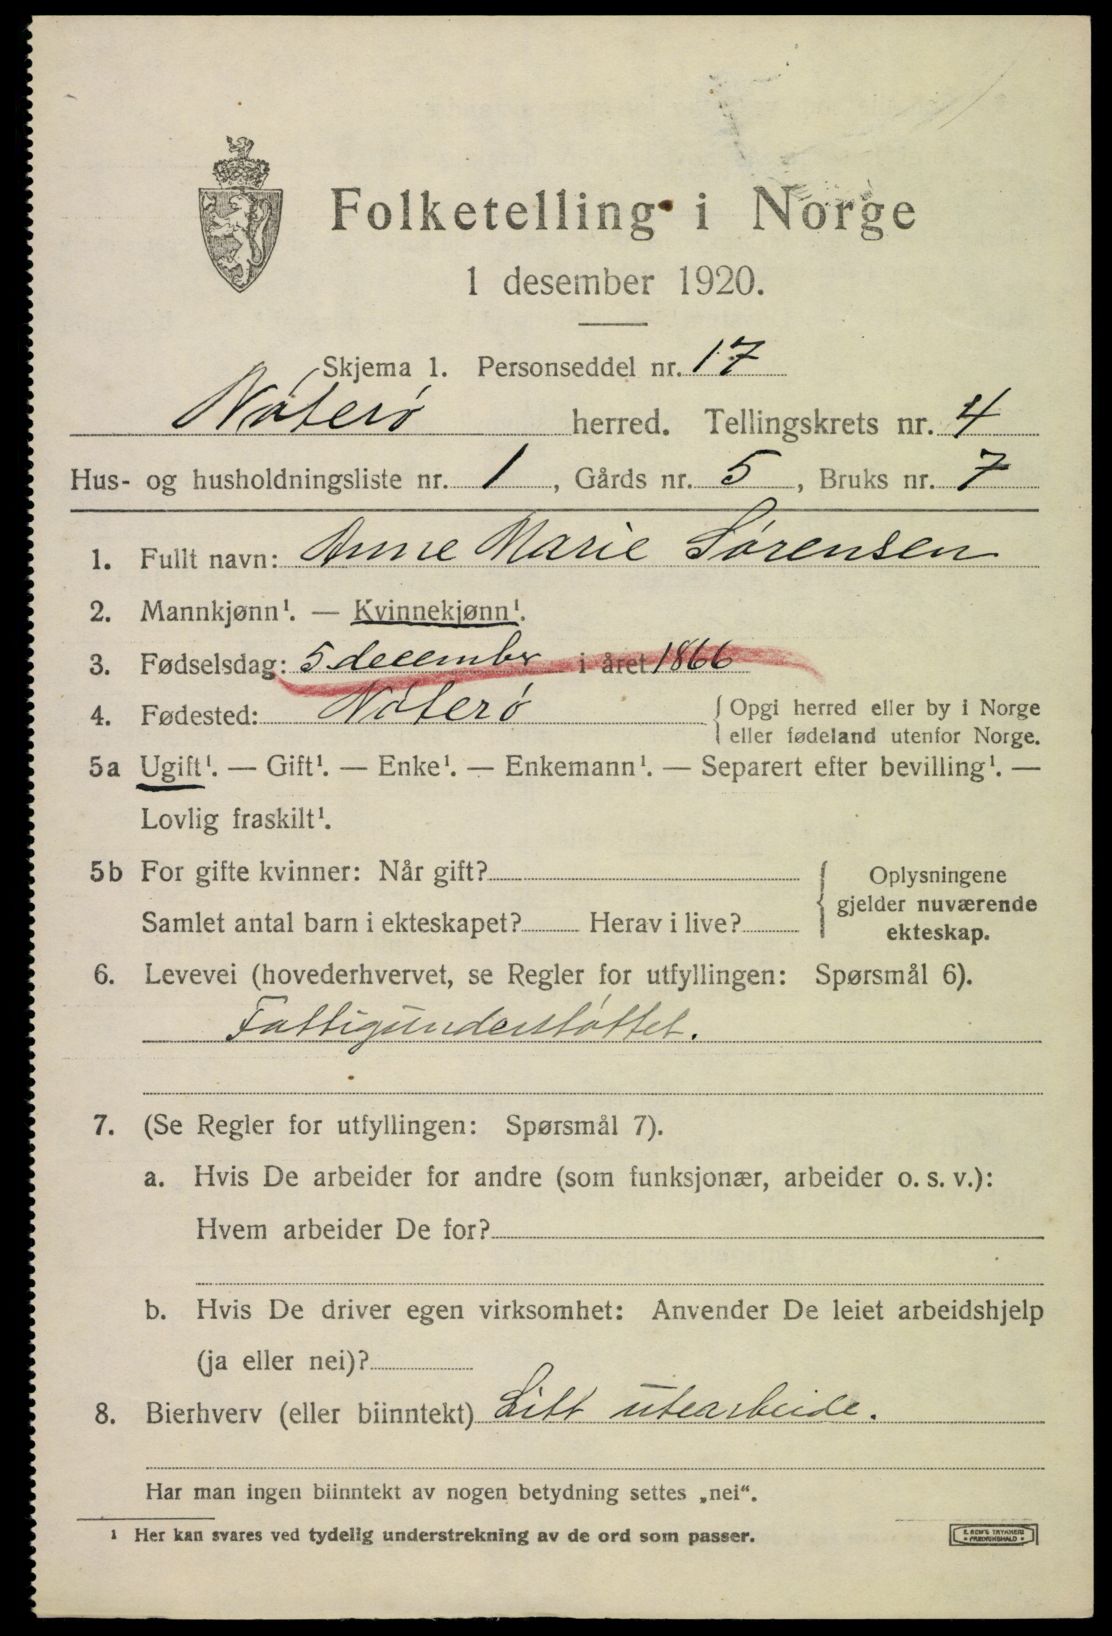 Folketelling i Norge
1 desember 1920.
Skjema 1. Personseddel nr. 17
Nøterø herred. Tellingskrets nr. 4
Hus- og husholdningsliste nr. 1, Gårds nr. 5, Bruks nr. 7
1. Fullt navn: Anne Marie Sørensen
2. Mannkjønn¹. — Kvinnekjønn¹.
3. Fødselsdag: 5 december i året 1866
4. Fødested: Nøterø { Opgi herred eller by i Norge
eller fødeland utenfor Norge.
5a Ugift¹. — Gift¹. — Enke¹. — Enkemann¹. — Separert efter bevilling¹. —
Lovlig fraskilt¹.
5b For gifte kvinner: Når gift?
Samlet antal barn i ekteskapet? Herav i live?
{ Oplysningene
gjelder nuværende
ekteskap.
6. Levevei (hovederhvervet, se Regler for utfyllingen: Spørsmål 6).
Fattigunderstøttet.
7. (Se Regler for utfyllingen: Spørsmål 7).
a. Hvis De arbeider for andre (som funksjonær, arbeider o. s. v.):
Hvem arbeider De for?
b. Hvis De driver egen virksomhet: Anvender De leiet arbeidshjelp
(ja eller nei)?
8. Bierhverv (eller biinntekt) Litt utearbeide.
Har man ingen biinntekt av nogen betydning settes „nei“.
¹ Her kan svares ved tydelig understrekning av de ord som passer.